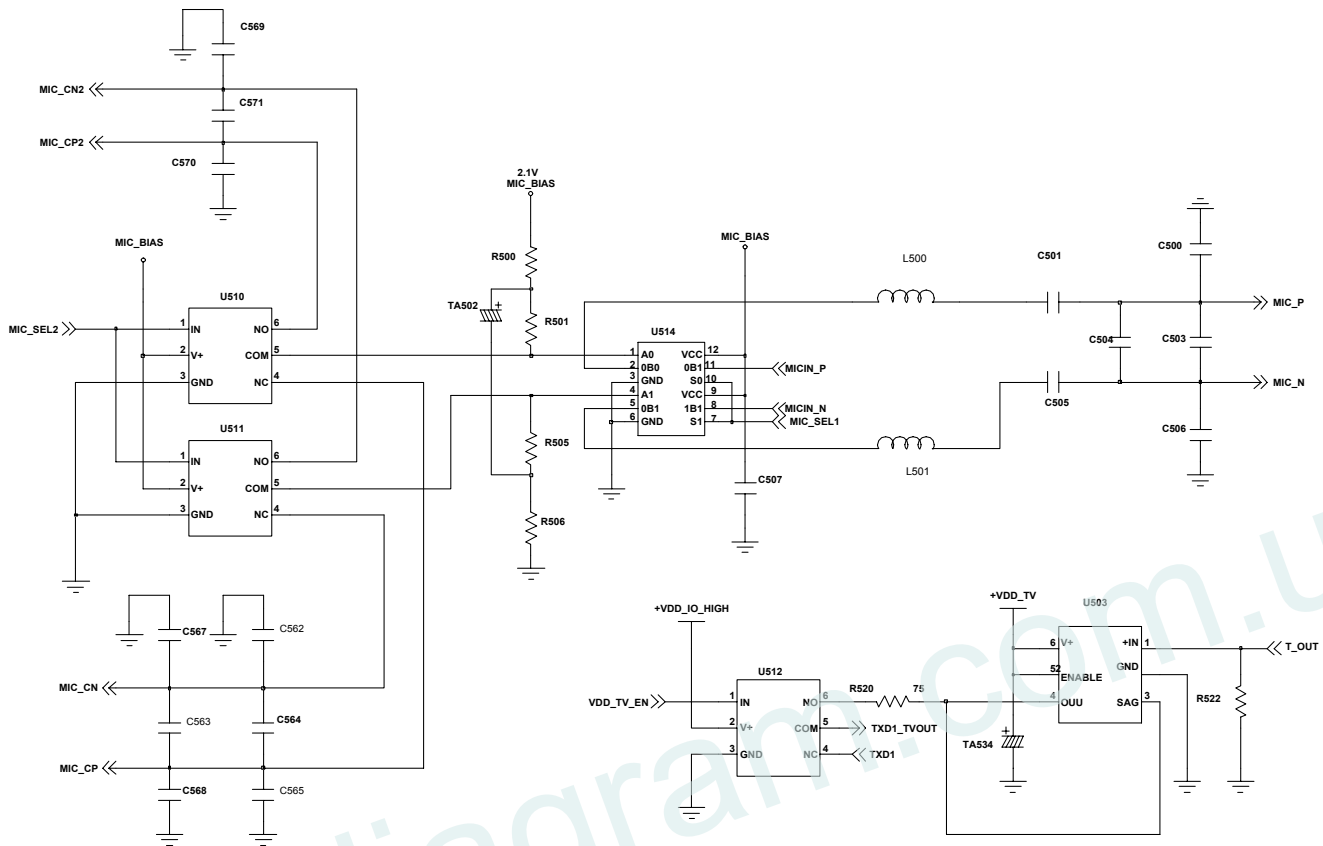 C569
MIC_CN2
C571
MIC_CP2
C570
2.1V
MIC_BIAS
MIC_BIAS
MIC_BIAS
R500
C500
L500
C501
U510
TA502
R501
MIC_P
MIC_SEL2
1 IN NO 6
2 V+ COM 5
3 GND NC 4
U514
1 A0 VCC 12
2 0B0 0B1 11 MICIN_P
3 GND S0 10
4 A1 VCC 9
5 0B1 1B1 8 MICIN_N
6 GND S1 7 MIC_SEL1
C504
C503
C505
MIC_N
U511
1 IN NO 6
2 V+ COM 5
3 GND NC 4
R505
C506
L501
C507
R506
C567
C562
MIC_CN
C563
C564
MIC_CP
C568
C565
+VDD_IO_HIGH
U512
VDD_TV_EN 1 IN NO 6 R520 75
2 V+ COM 5 TXD1_TVOUT
3 GND NC 4 TXD1
+VDD_TV
U503
6 V+ +IN 1 T_OUT
52 ENABLE GND
4 OUU SAG 3
R522
TA534
diagram.com.u